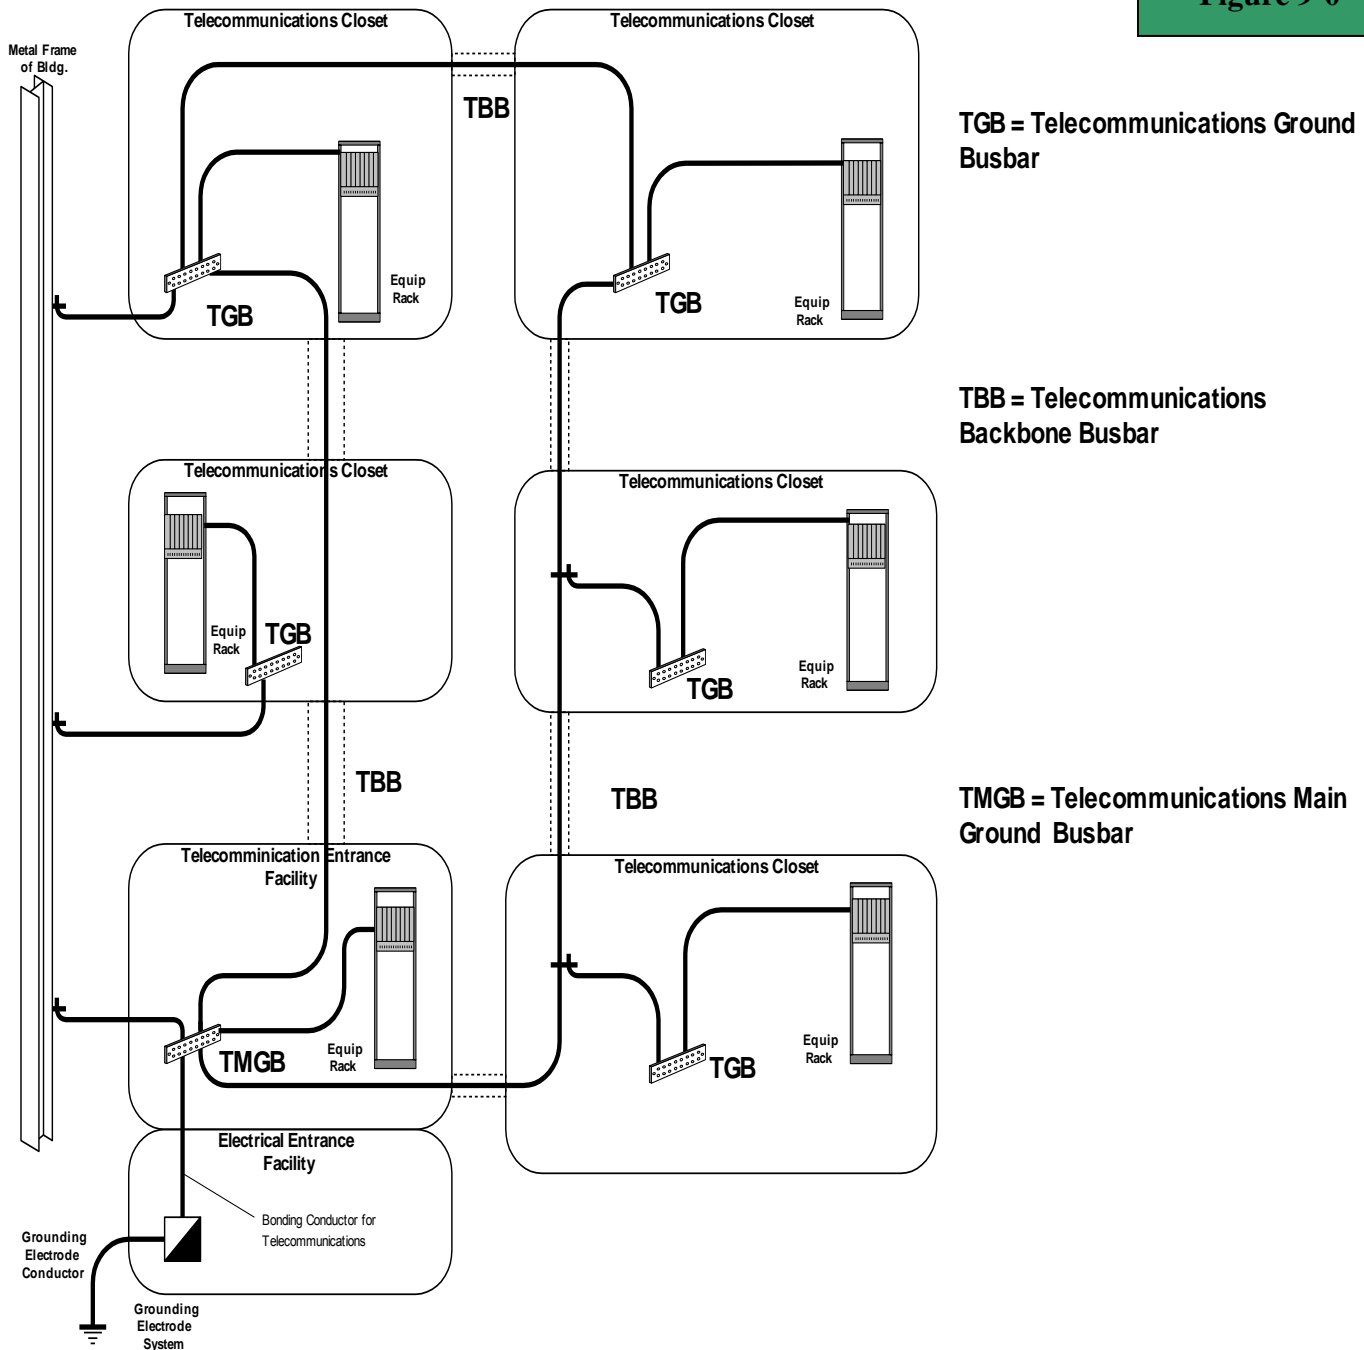 Telecommunications Closet
Telecommunications Closet
Metal Frame
of Bldg.
TBB
TGB = Telecommunications Ground
Busbar
Equip
Rack
TGB
Equip
Rack
TGB
TBB = Telecommunications
Backbone Busbar
Telecommunications Closet
Telecommunications Closet
Equip
Rack
TGB
Equip
Rack
TGB
TBB
TBB
TMGB = Telecommunications Main
Ground Busbar
Telecomminication Entrance
Facility
Telecommunications Closet
Equip
Rack
TMGB
Equip
Rack
TGB
Electrical Entrance
Facility
Bonding Conductor for
Telecommunications
Grounding
Electrode
Conductor
Grounding
Electrode
System